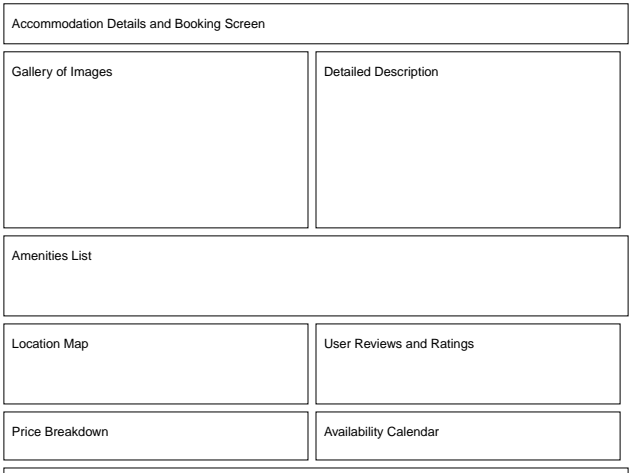 Accommodation Details and Booking Screen
Gallery of Images
Detailed Description
Amenities List
Location Map
User Reviews and Ratings
Price Breakdown
Availability Calendar